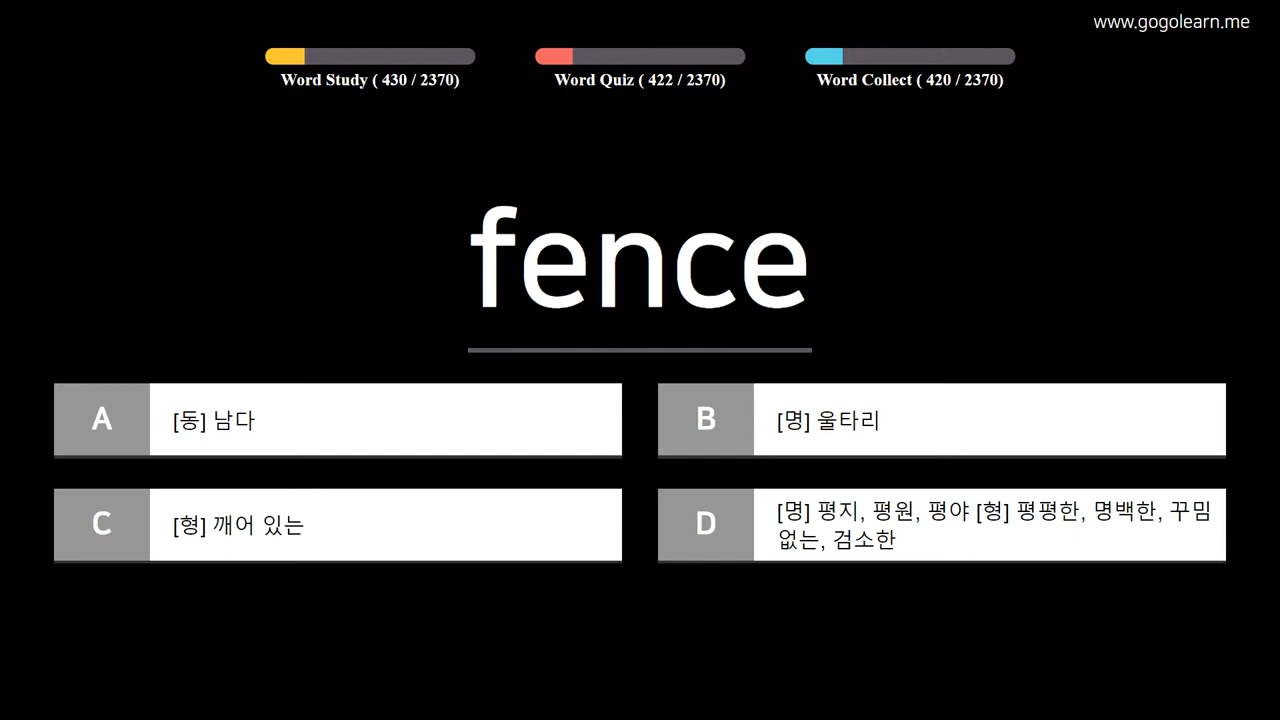 www.gogolearn.me
Word Study ( 430 / 2370)
Word Quiz ( 422 / 2370)
Word Collect ( 420 / 2370)
fence
A
[동] 남다
B
[명] 울타리
C
[형] 깨어 있는
D
[명] 평지, 평원, 평야 [형] 평평한, 명백한, 꾸밈
없는, 검소한